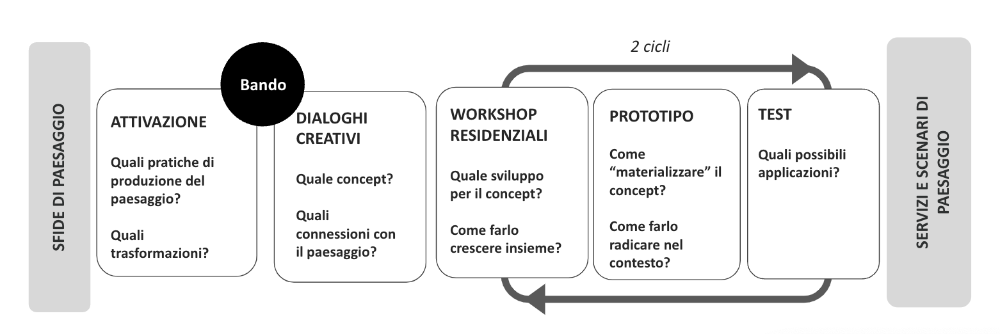 SFIDE DI PAESAGGIO
ATTIVAZIONE
Quali pratiche di
produzione del
paesaggio?
Quali
trasformazioni?
Bando
DIALOGHI
CREATIVI
Quale concept?
Quali
connessioni con
il paesaggio?
2 cicli
WORKSHOP
RESIDENZIALI
Quale sviluppo
per il concept?
Come farlo
crescere insieme?
PROTOTIPO
Come
“materializzare” il
concept?
Come farlo
radicare nel
contesto?
TEST
Quali possibili
applicazioni?
SERVIZI E SCENARI DI
PAESAGGIO